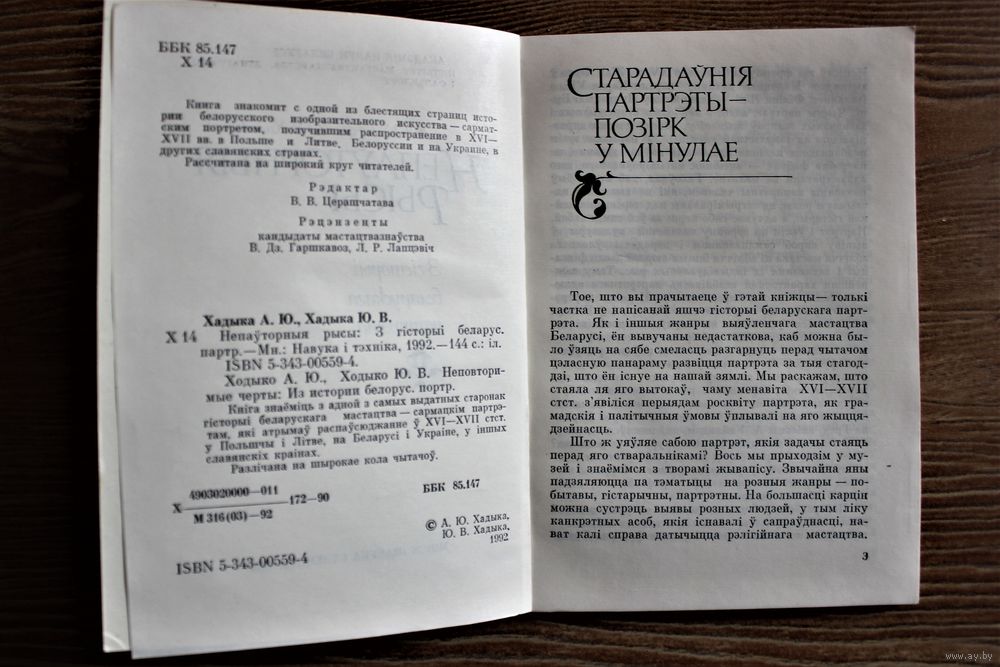 ББК 85.147
Х 14
Книга знакомит с одной из блестящих страниц исто-
рии белорусского изобразительного искусства — сармат-
ским портретом, получившим распространение в XVI—
XVII вв. в Польше и Литве, Белоруссии и на Украине, в
других славянских странах.
Рассчитана на широкий круг читателей.
Рэдактар
В. В. Церашчатава
Рэцэнзенты
кандыдаты мастацтвазнаўства
В. Дз. Гаршкавоз, Л. Р. Лапцэвіч
Хадыка А. Ю., Хадыка Ю. В.
Х 14 Непаўторныя рысы: З гісторыі беларус.
партр.— Мн.: Навука і тэхніка, 1992.—144 с.: іл.
ISBN 5-343-00559-4.
Ходыко А. Ю., Ходыко Ю. В. Неповтори-
мые черты: Из истории белорус. портр.
Кніга знаёміць з адной з самых выдатных старонак
гісторыі беларускага мастацтва — сармацкім партрэ-
там, які атрымаў распаўсюджанне ў XVI—XVII стст.
у Польшчы і Літве, на Беларусі і Украіне, у іншых
славянскіх краінах.
Разлічана на шырокае кола чытачоў.
Х 4903020000—011 / М 316(03)—92 172—90
ББК 85.147
© А. Ю. Хадыка,
Ю. В. Хадыка,
1992
ISBN 5-343-00559-4
СТАРАДАЎНІЯ
ПАРТРЭТЫ —
ПОЗІРК
У МІНУЛАЕ
Тое, што вы прачытаеце ў гэтай кніжцы — толькі
частка не напісанай яшчэ гісторыі беларускага парт-
рэта. Як і іншыя жанры выяўленчага мастацтва
Беларусі, ён вывучаны недастаткова, каб можна бы-
ло ўзяць на сябе смеласць разгарнуць перад чытачом
цэласную панараму развіцця партрэта за тыя стагод-
дзі, што ён існуе на нашай зямлі. Мы раскажам, што
стаяла ля яго вытокаў, чаму менавіта XVI—XVII
стст. з’явіліся перыядам росквіту партрэта, як гра-
мадскія і палітычныя ўмовы ўплывалі на яго жыцця-
дзейнасць.
Што ж уяўляе сабою партрэт, якія задачы стаяць
перад яго стваральнікамі? Вось мы прыходзім у му-
зей і знаёмімся з творамі жывапісу. Звычайна яны
падзяляюцца па тэматыцы на розныя жанры — по-
бытавы, гістарычны, партрэтны. На большасці карцін
можна сустрэць выявы розных людзей, у тым ліку
канкрэтных асоб, якія існавалі ў сапраўднасці, на-
ват калі справа датычыцца рэлігійнага мастацтва.
3
www.ay.by